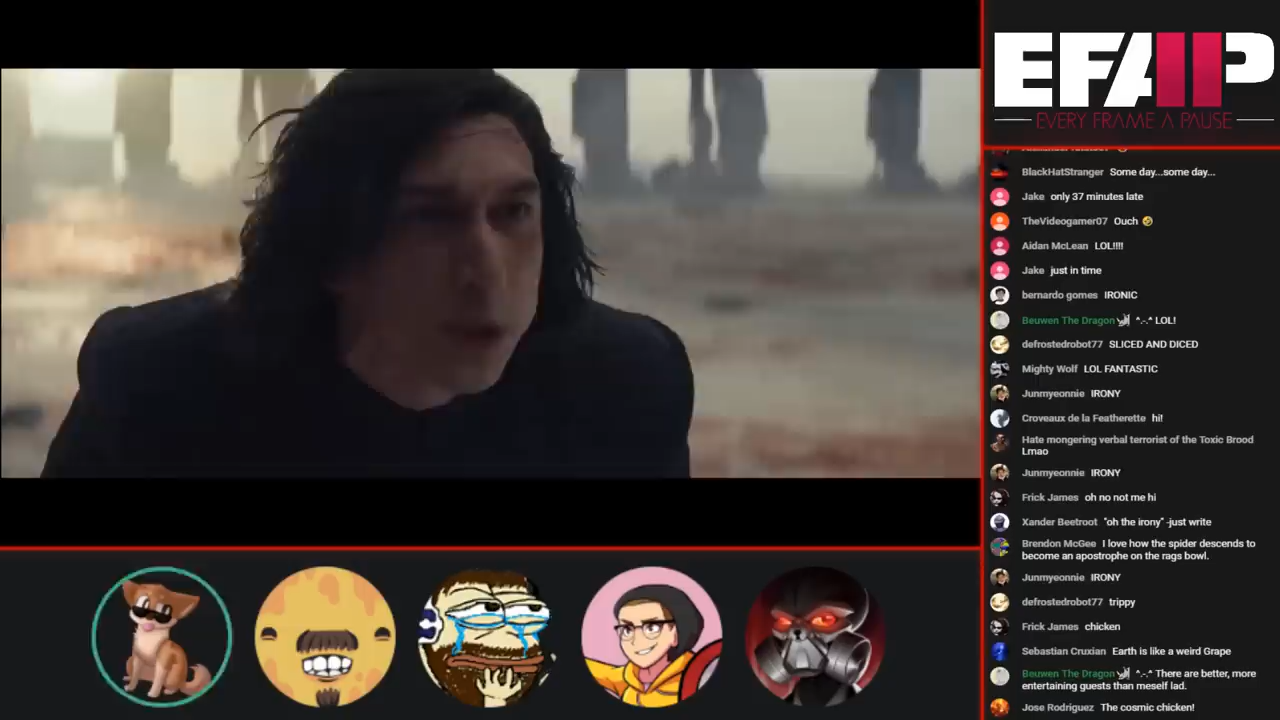 EFAP
EVERY FRAME A PAUSE
BlackHatStranger Some day...some day...
Jake only 37 minutes late
TheVideogamer07 Ouch 🤣
Aidan McLean LOL!!!!
Jake just in time
bernardo gomes IRONIC
Beuwen The Dragon ^.-.^ LOL!
defrostedrobot77 SLICED AND DICED
Mighty Wolf LOL FANTASTIC
Junmyeonnie IRONY
Croveaux de la Featherette hi!
Hate mongering verbal terrorist of the Toxic Brood
Lmao
Junmyeonnie IRONY
Frick James oh no not me hi
Xander Beetroot "oh the irony" -just write
Brendon McGee I love how the spider descends to
become an apostrophe on the rags bowl.
Junmyeonnie IRONY
defrostedrobot77 trippy
Frick James chicken
Sebastian Cruxian Earth is like a weird Grape
Beuwen The Dragon ^.-.^ There are better, more
entertaining guests than meself lad.
Jose Rodriguez The cosmic chicken!